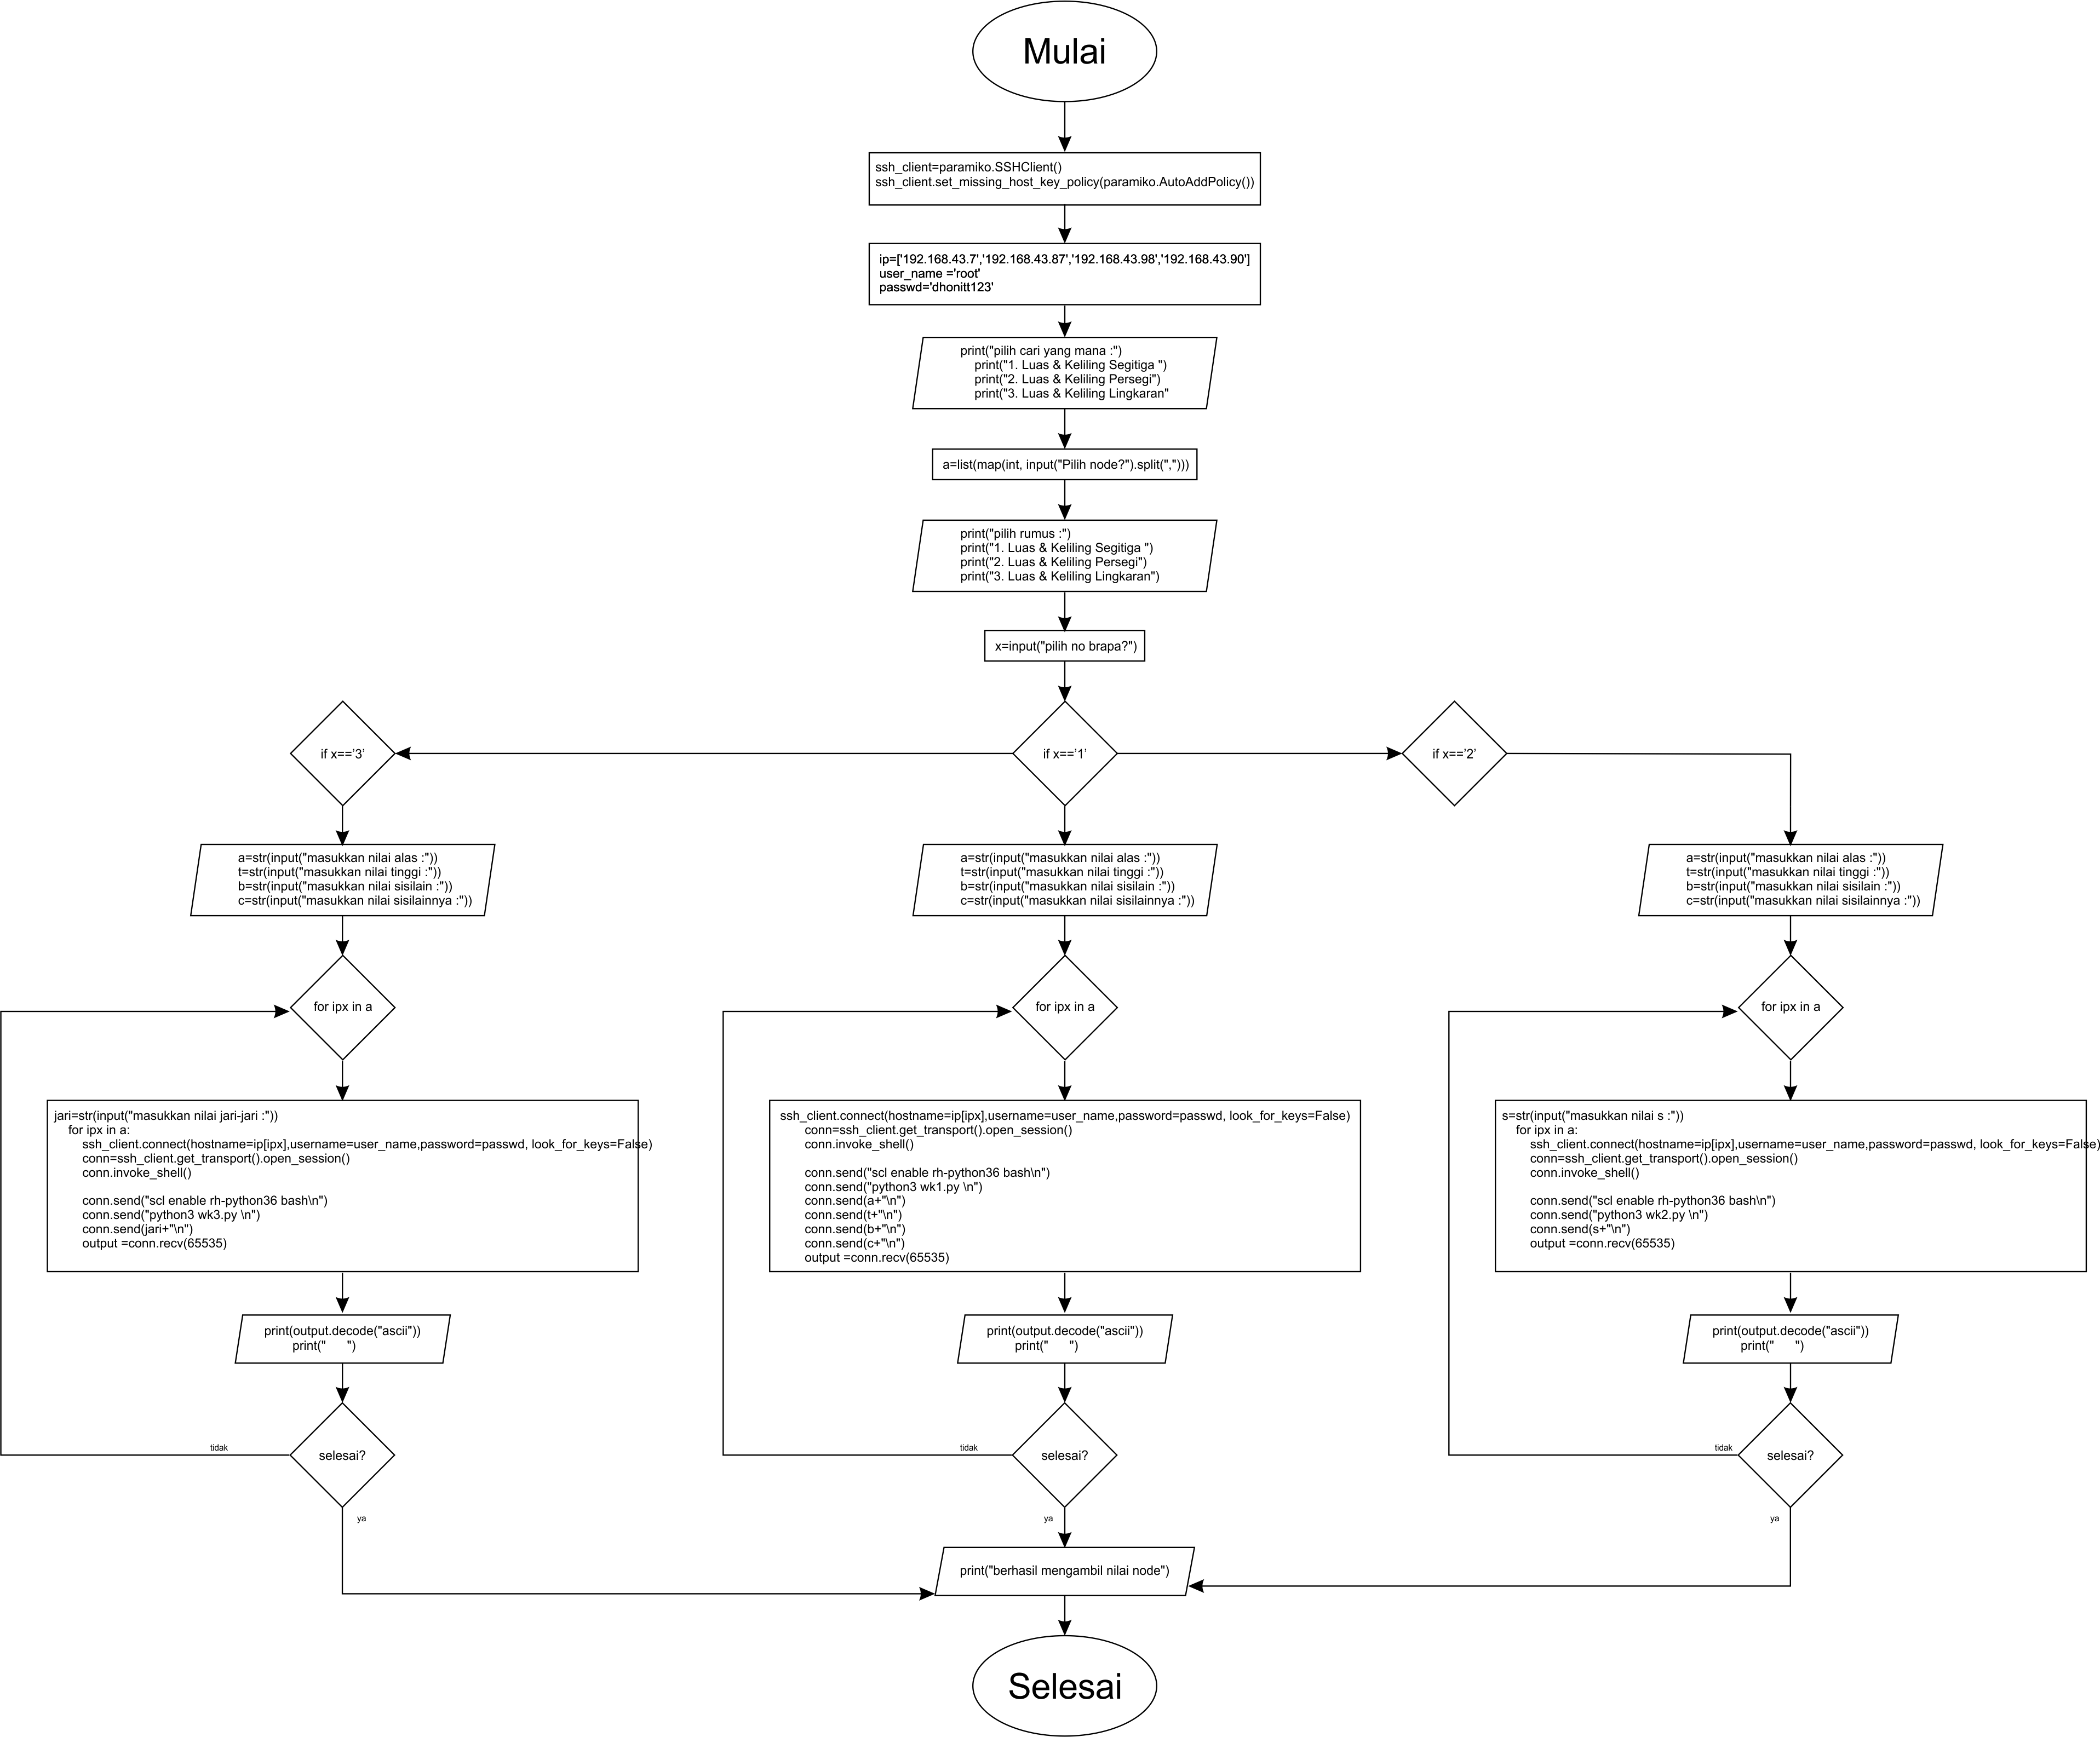 Mulai
ssh_client=paramiko.SSHClient()
ssh_client.set_missing_host_key_policy(paramiko.AutoAddPolicy())
ip=['192.168.43.7','192.168.43.87','192.168.43.98','192.168.43.90']
user_name ='root'
passwd='dhonitt123'
print("pilih cari yang mana :")
print("1. Luas & Keliling Segitiga ")
print("2. Luas & Keliling Persegi")
print("3. Luas & Keliling Lingkaran"
a=list(map(int, input("Pilih node?").split(",")))
print("pilih rumus :")
print("1. Luas & Keliling Segitiga ")
print("2. Luas & Keliling Persegi")
print("3. Luas & Keliling Lingkaran")
x=input("pilih no brapa?")
if x=='3'
if x=='1'
if x=='2'
a=str(input("masukkan nilai alas :"))
t=str(input("masukkan nilai tinggi :"))
b=str(input("masukkan nilai sisilain :"))
c=str(input("masukkan nilai sisilainnya :"))
a=str(input("masukkan nilai alas :"))
t=str(input("masukkan nilai tinggi :"))
b=str(input("masukkan nilai sisilain :"))
c=str(input("masukkan nilai sisilainnya :"))
a=str(input("masukkan nilai alas :"))
t=str(input("masukkan nilai tinggi :"))
b=str(input("masukkan nilai sisilain :"))
c=str(input("masukkan nilai sisilainnya :"))
for ipx in a
for ipx in a
for ipx in a
jari=str(input("masukkan nilai jari-jari :"))
for ipx in a:
ssh_client.connect(hostname=ip[ipx],username=user_name,password=passwd, look_for_keys=False)
conn=ssh_client.get_transport().open_session()
conn.invoke_shell()
conn.send("scl enable rh-python36 bash\n")
conn.send("python3 wk3.py \n")
conn.send(jari+"\n")
output =conn.recv(65535)
ssh_client.connect(hostname=ip[ipx],username=user_name,password=passwd, look_for_keys=False)
conn=ssh_client.get_transport().open_session()
conn.invoke_shell()
conn.send("scl enable rh-python36 bash\n")
conn.send("python3 wk1.py \n")
conn.send(a+"\n")
conn.send(t+"\n")
conn.send(b+"\n")
conn.send(c+"\n")
output =conn.recv(65535)
s=str(input("masukkan nilai s :"))
for ipx in a:
ssh_client.connect(hostname=ip[ipx],username=user_name,password=passwd, look_for_keys=False)
conn=ssh_client.get_transport().open_session()
conn.invoke_shell()
conn.send("scl enable rh-python36 bash\n")
conn.send("python3 wk2.py \n")
conn.send(s+"\n")
output =conn.recv(65535)
print(output.decode("ascii"))
print("      ")
print(output.decode("ascii"))
print("      ")
print(output.decode("ascii"))
print("      ")
tidak
selesai?
tidak
selesai?
tidak
selesai?
ya
ya
ya
print("berhasil mengambil nilai node")
Selesai